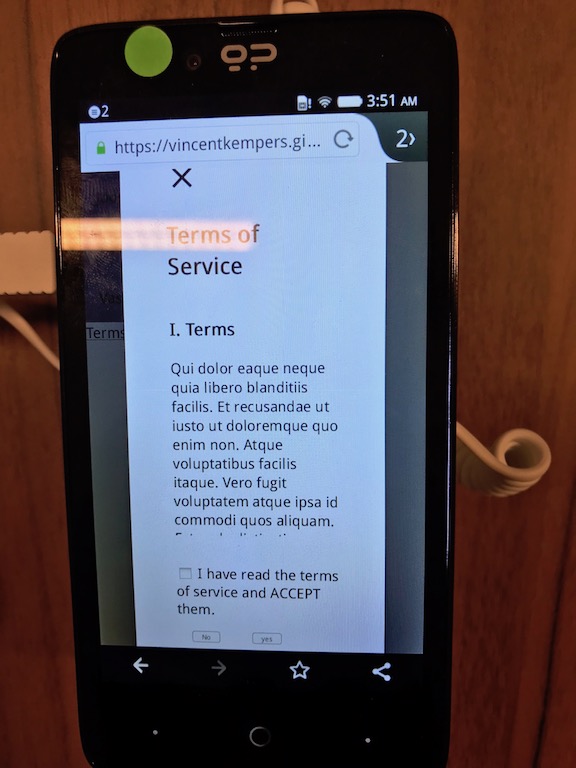 2
3:51 AM
https://vincentkempers.gi...
2›
Terms of
Service
Terms
I. Terms
Qui dolor eaque neque
quia libero blanditiis
facilis. Et recusandae ut
iusto ut doloremque quo
enim non. Atque
voluptatibus facilis
itaque. Vero fugit
voluptatem atque ipsa id
commodi quos aliquam.
I have read the terms
of service and ACCEPT
them.
No
yes